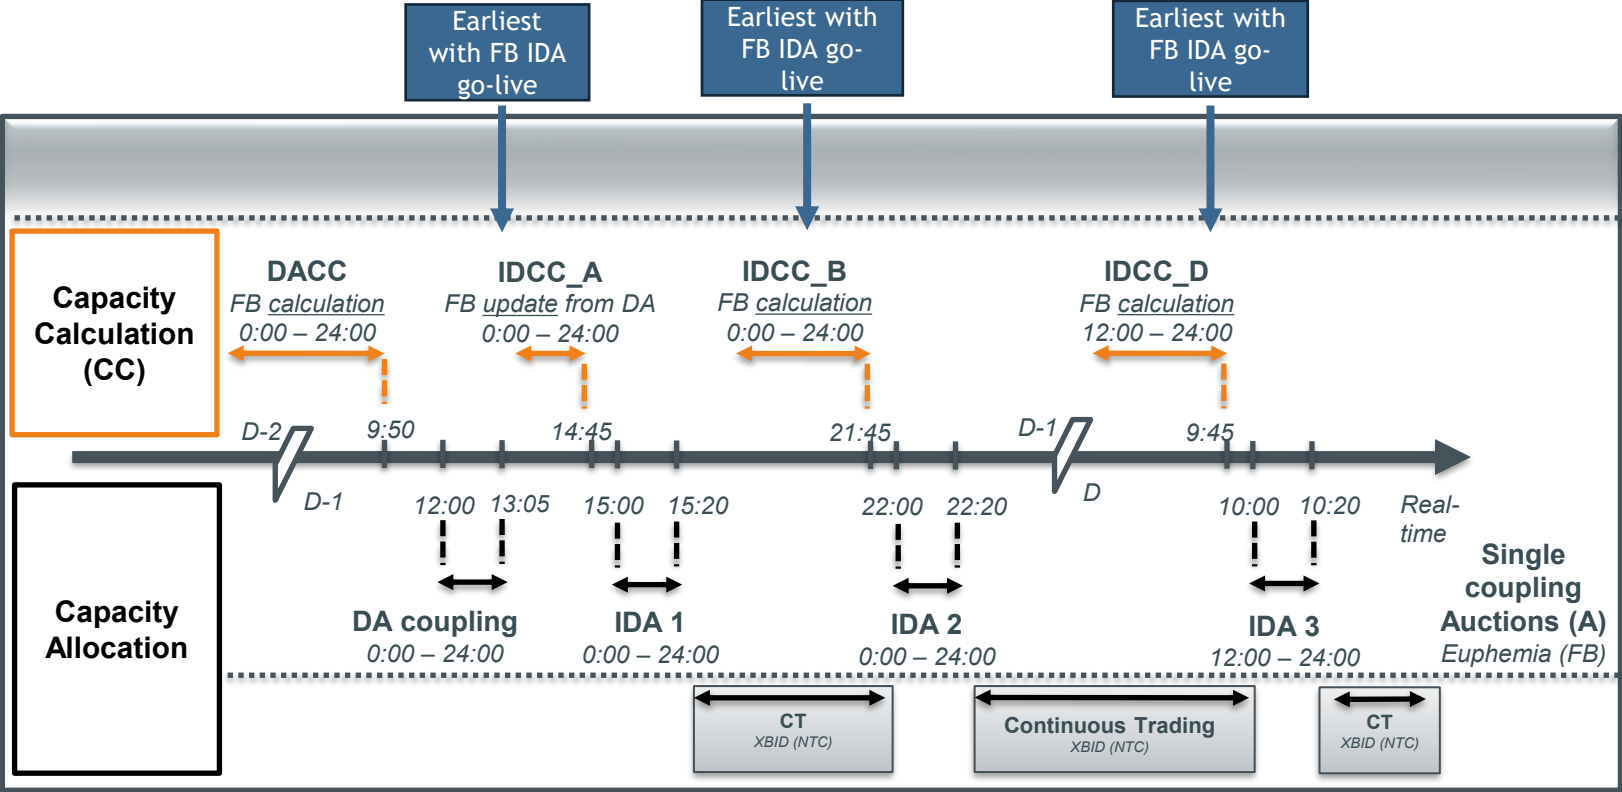 Earliest
with FB IDA
go-live
Earliest with
FB IDA go-
live
Earliest with
FB IDA go-
live
Capacity
Calculation
(CC)
DACC
FB calculation
0:00 – 24:00
IDCC_A
FB update from DA
0:00 – 24:00
IDCC_B
FB calculation
0:00 – 24:00
IDCC_D
FB calculation
12:00 – 24:00
D-2
9:50
14:45
21:45
D-1
9:45
D-1
12:00
13:05
15:00
15:20
22:00
22:20
D
10:00
10:20
Real-
time
Capacity
Allocation
DA coupling
0:00 – 24:00
IDA 1
0:00 – 24:00
IDA 2
0:00 – 24:00
IDA 3
12:00 – 24:00
Single
coupling
Auctions (A)
Euphemia (FB)
CT
XBID (NTC)
Continuous Trading
XBID (NTC)
CT
XBID (NTC)